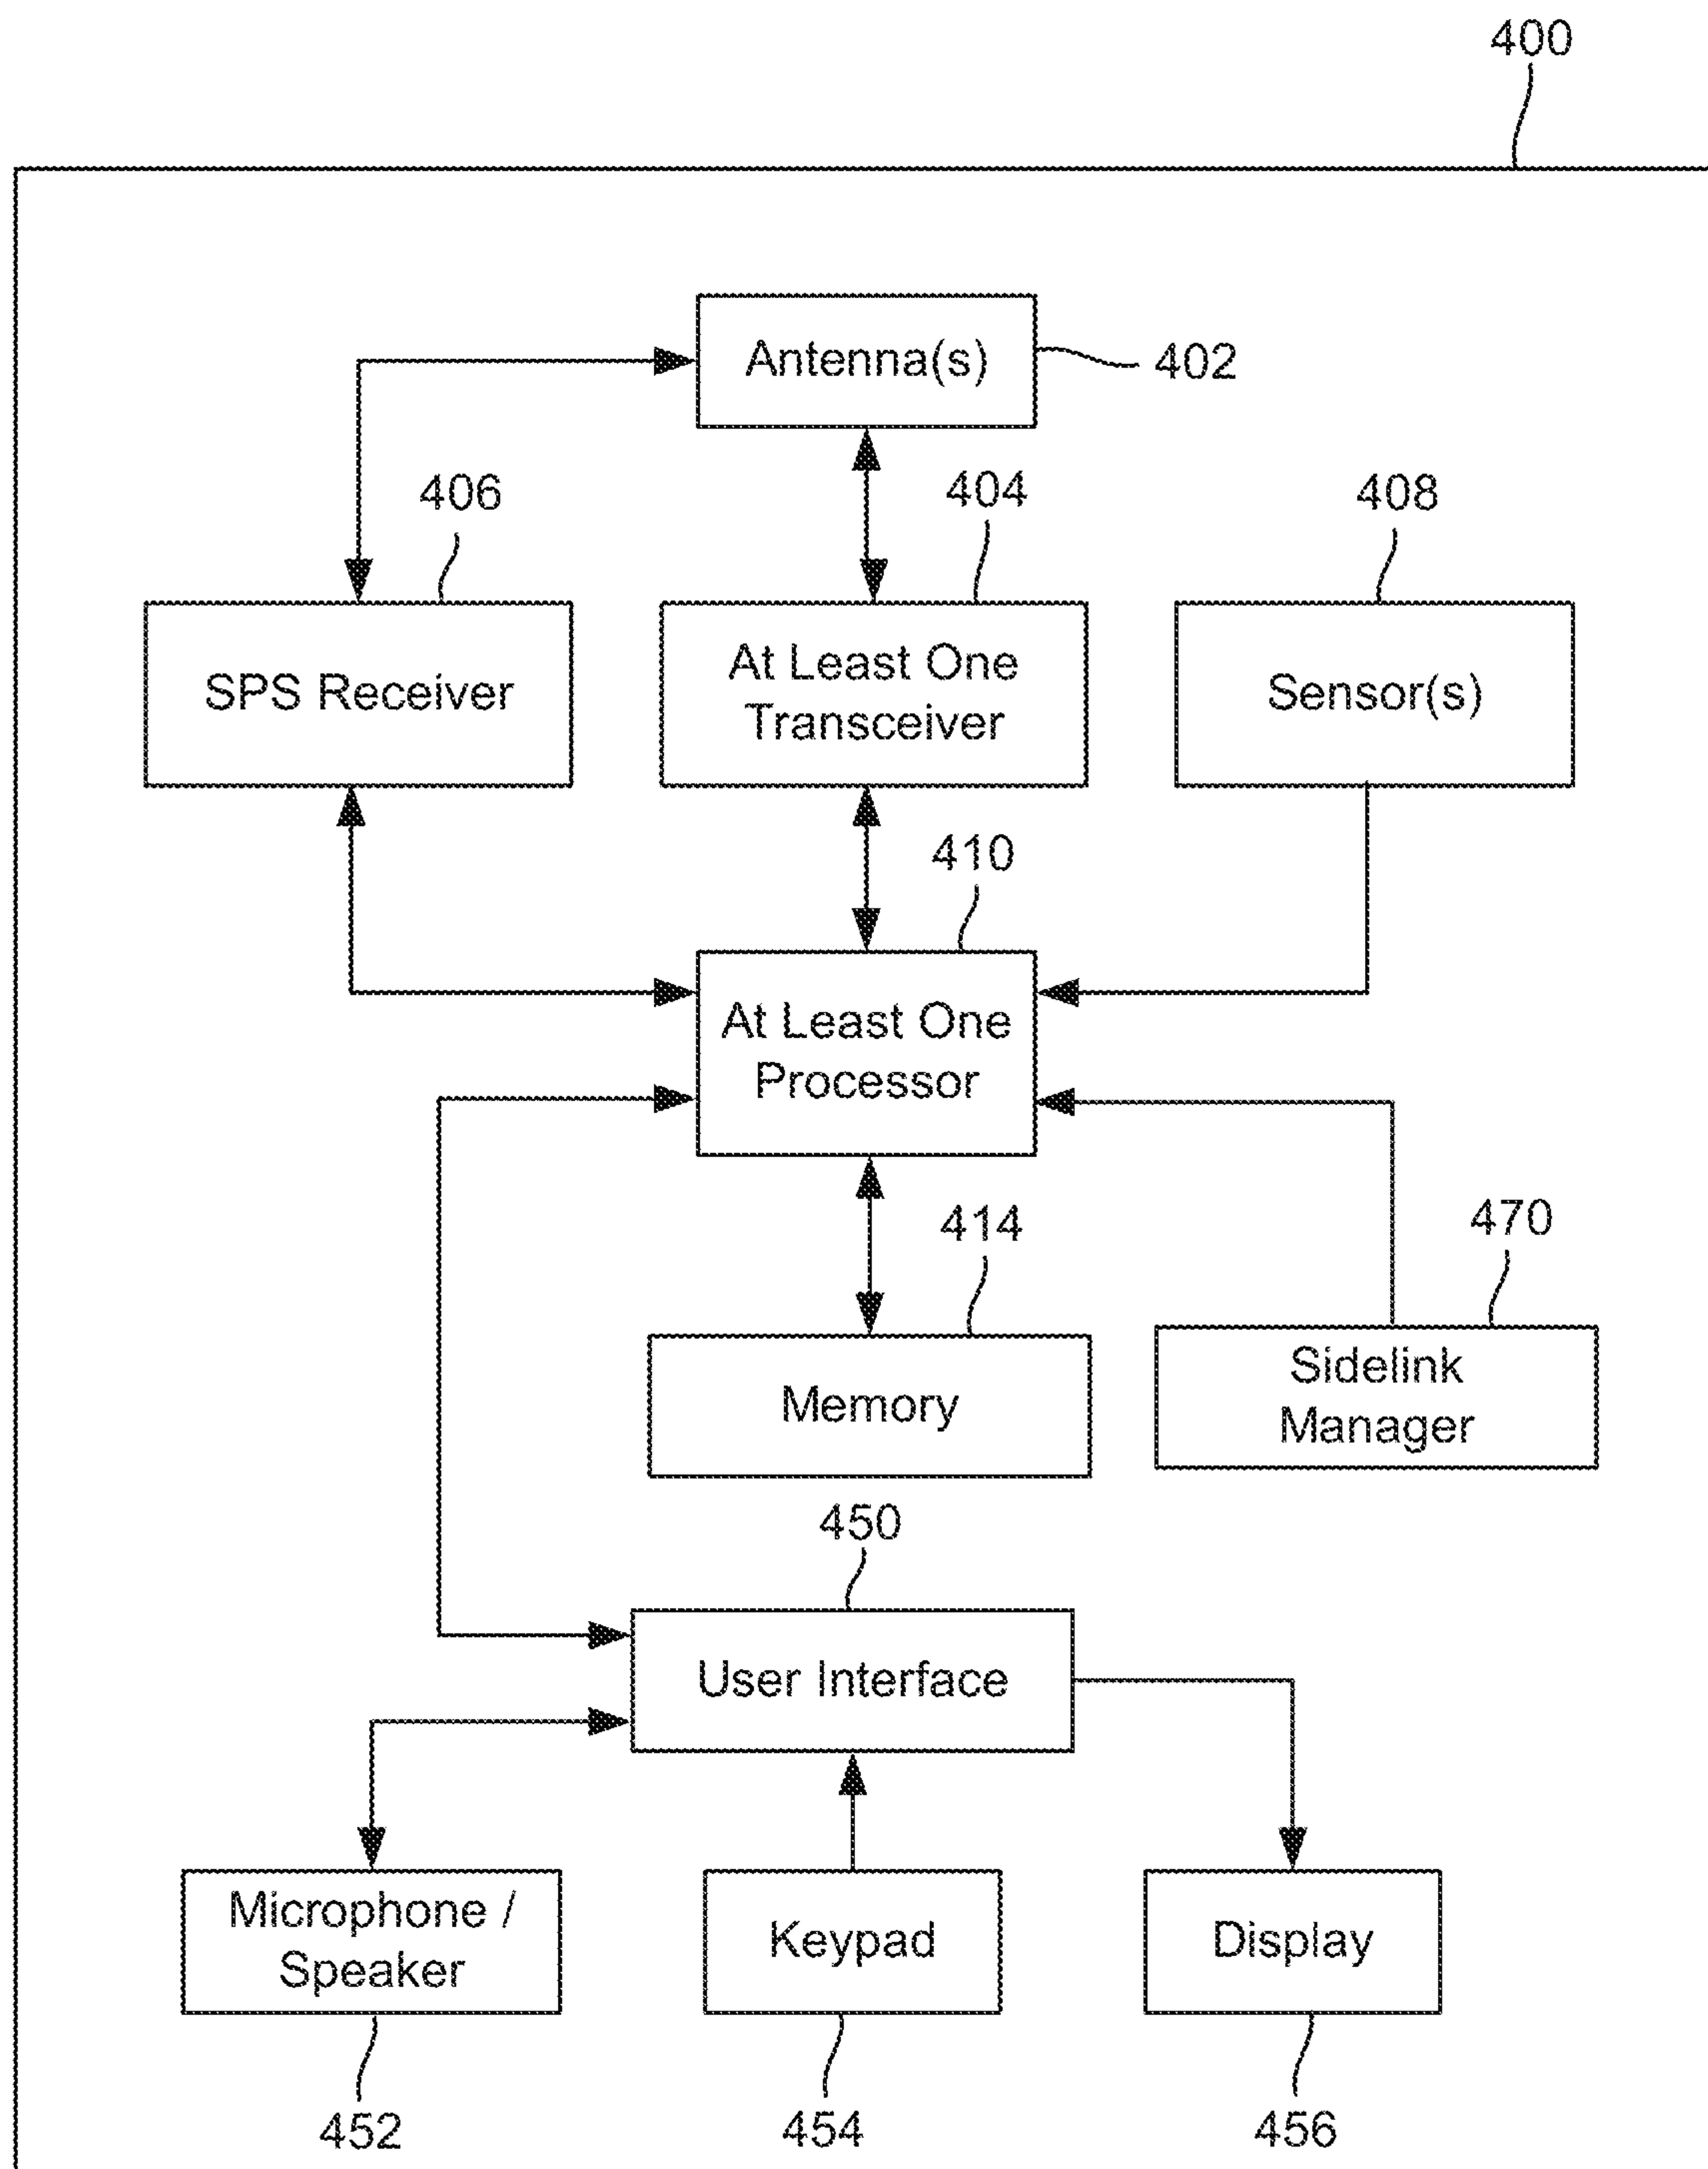 400
Antenna(s)
402
406
404
408
SPS Receiver
At Least One
Transceiver
Sensor(s)
410
At Least One
Processor
414
470
Memory
Sidelink
Manager
450
User Interface
Microphone /
Speaker
Keypad
Display
452
454
456